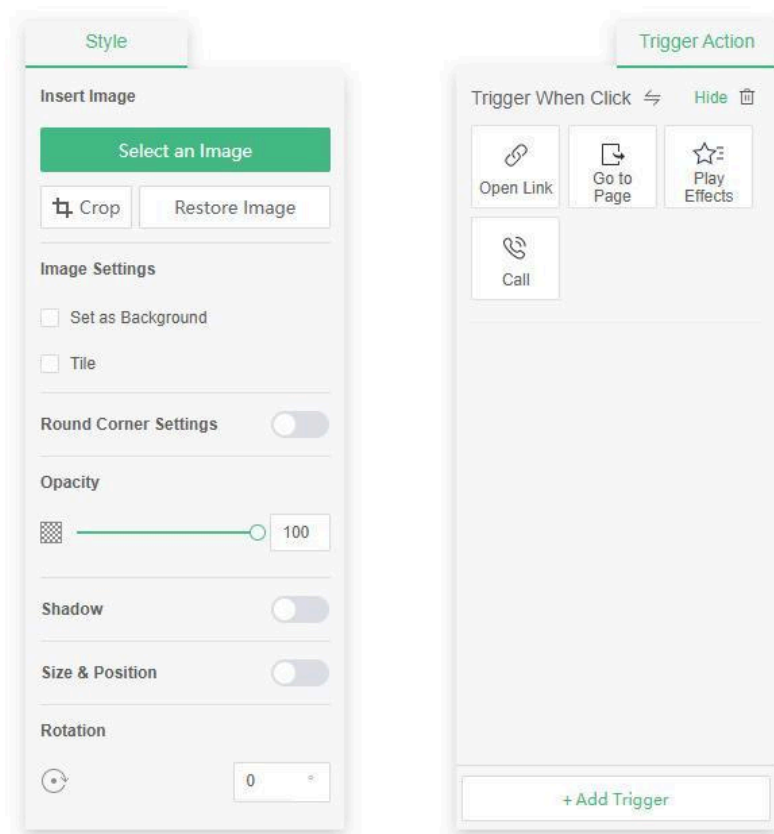 Style
Insert Image
Select an Image
Crop
Restore Image
Image Settings
Set as Background
Tile
Round Corner Settings
Opacity
100
Shadow
Size & Position
Rotation
0 °
Trigger Action
Trigger When Click
Hide
Open Link
Go to
Page
Play
Effects
Call
+ Add Trigger